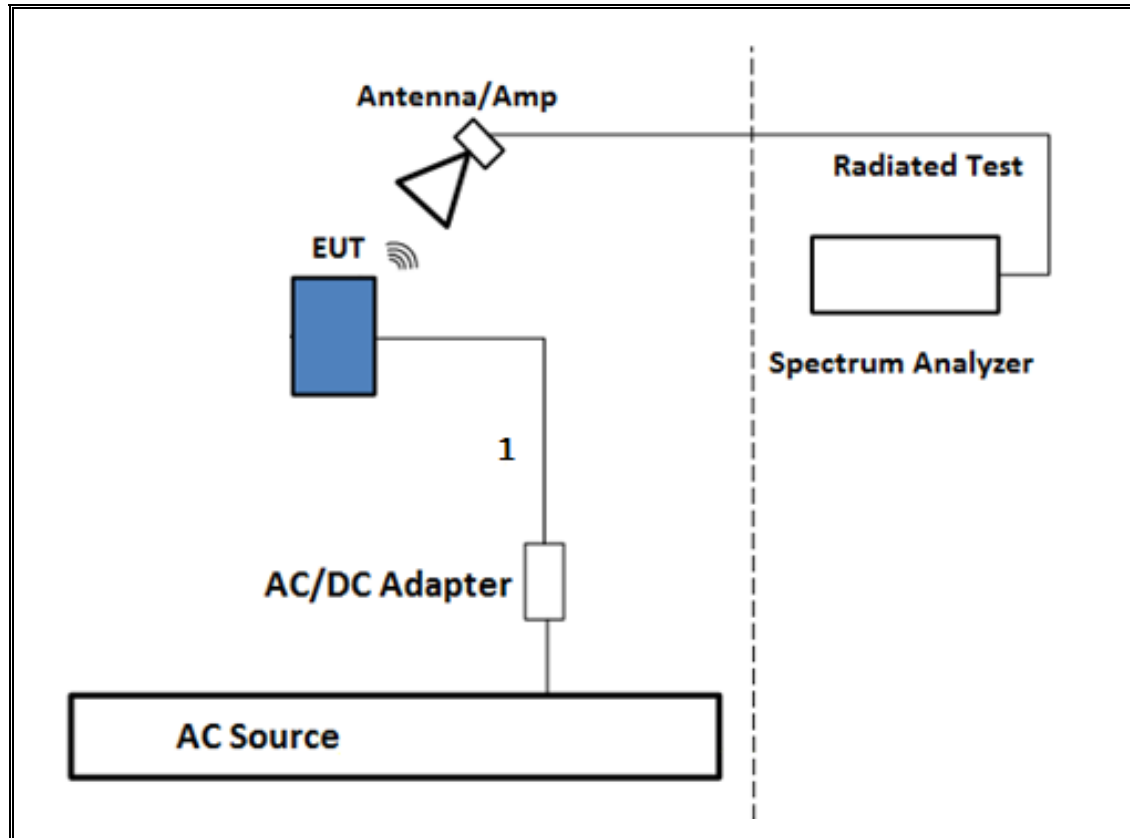 Antenna/Amp
Radiated Test
EUT
Spectrum Analyzer
1
AC/DC Adapter
AC Source